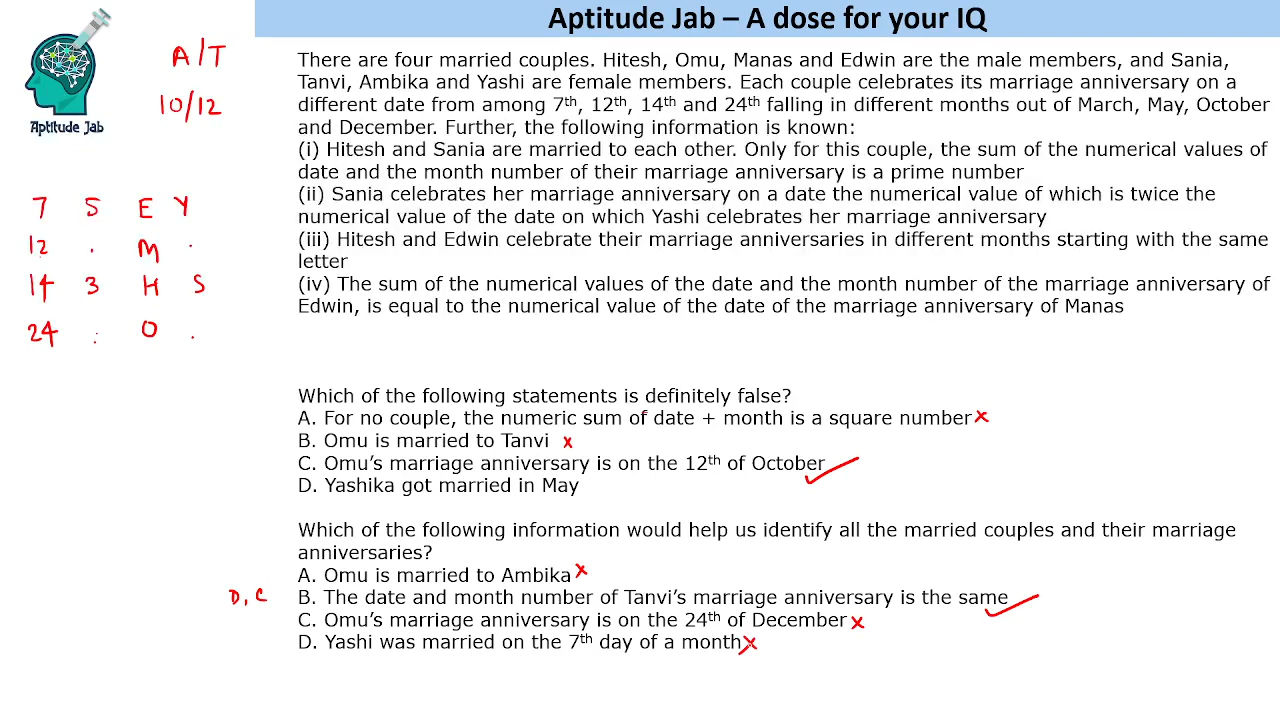 Aptitude Jab – A dose for your IQ
A/T
10/12
Aptitude Jab
There are four married couples. Hitesh, Omu, Manas and Edwin are the male members, and Sania,
Tanvi, Ambika and Yashi are female members. Each couple celebrates its marriage anniversary on a
different date from among 7th, 12th, 14th and 24th falling in different months out of March, May, October
and December. Further, the following information is known:
(i) Hitesh and Sania are married to each other. Only for this couple, the sum of the numerical values of
date and the month number of their marriage anniversary is a prime number
(ii) Sania celebrates her marriage anniversary on a date the numerical value of which is twice the
numerical value of the date on which Yashi celebrates her marriage anniversary
(iii) Hitesh and Edwin celebrate their marriage anniversaries in different months starting with the same
letter
(iv) The sum of the numerical values of the date and the month number of the marriage anniversary of
Edwin, is equal to the numerical value of the date of the marriage anniversary of Manas
7 5 E Y
12 . M .
14 3 H S
24 : O .
Which of the following statements is definitely false?
A. For no couple, the numeric sum of date + month is a square number x
B. Omu is married to Tanvi x
C. Omu's marriage anniversary is on the 12th of October ✓
D. Yashika got married in May
Which of the following information would help us identify all the married couples and their marriage
anniversaries?
A. Omu is married to Ambika x
D, C B. The date and month number of Tanvi's marriage anniversary is the same ✓
C. Omu's marriage anniversary is on the 24th of December x
D. Yashi was married on the 7th day of a month x